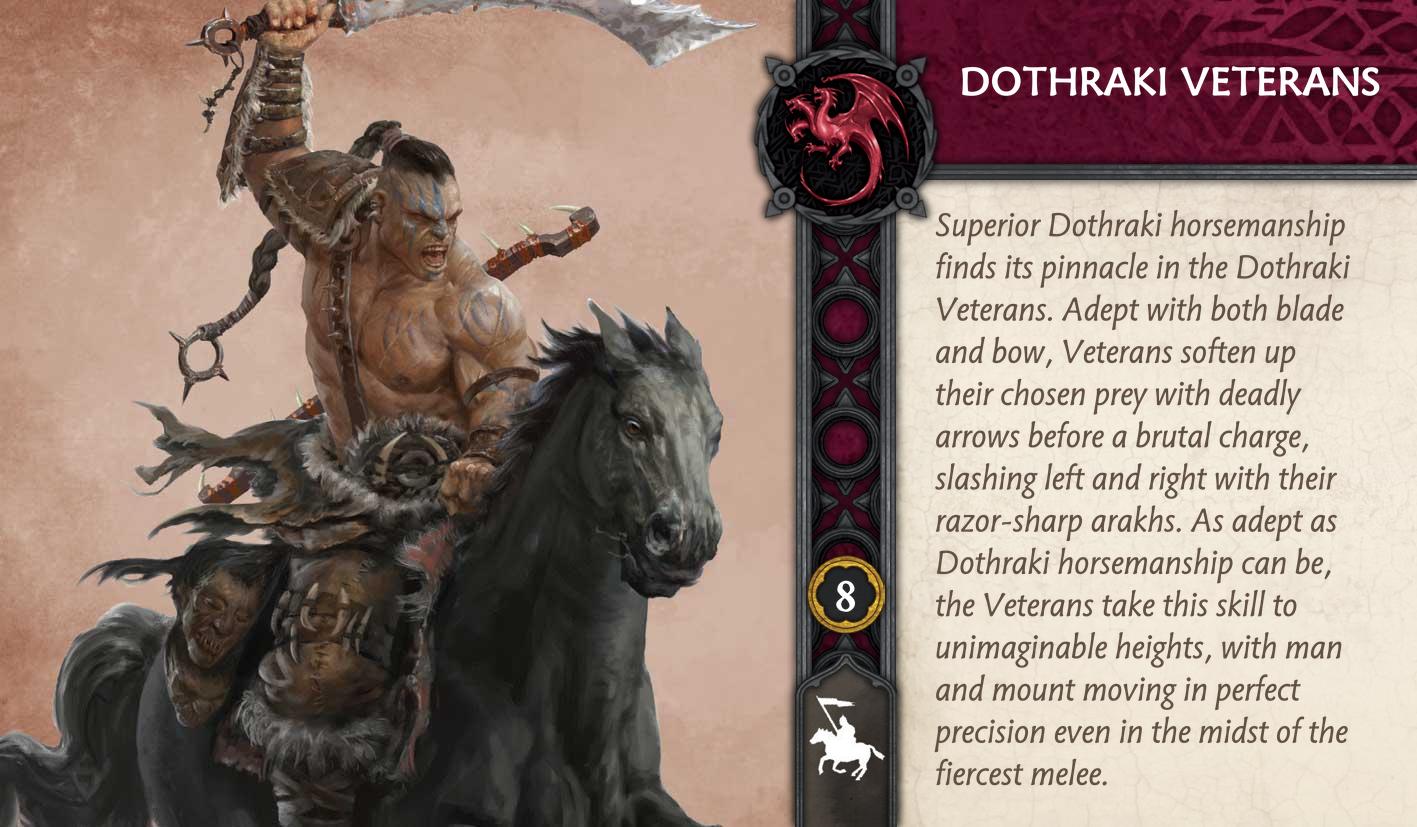 DOTHRAKI VETERANS
Superior Dothraki horsemanship
finds its pinnacle in the Dothraki
Veterans. Adept with both blade
and bow, Veterans soften up
their chosen prey with deadly
arrows before a brutal charge,
slashing left and right with their
razor-sharp arakhs. As adept as
Dothraki horsemanship can be,
the Veterans take this skill to
unimaginable heights, with man
and mount moving in perfect
precision even in the midst of the
fiercest melee.
8